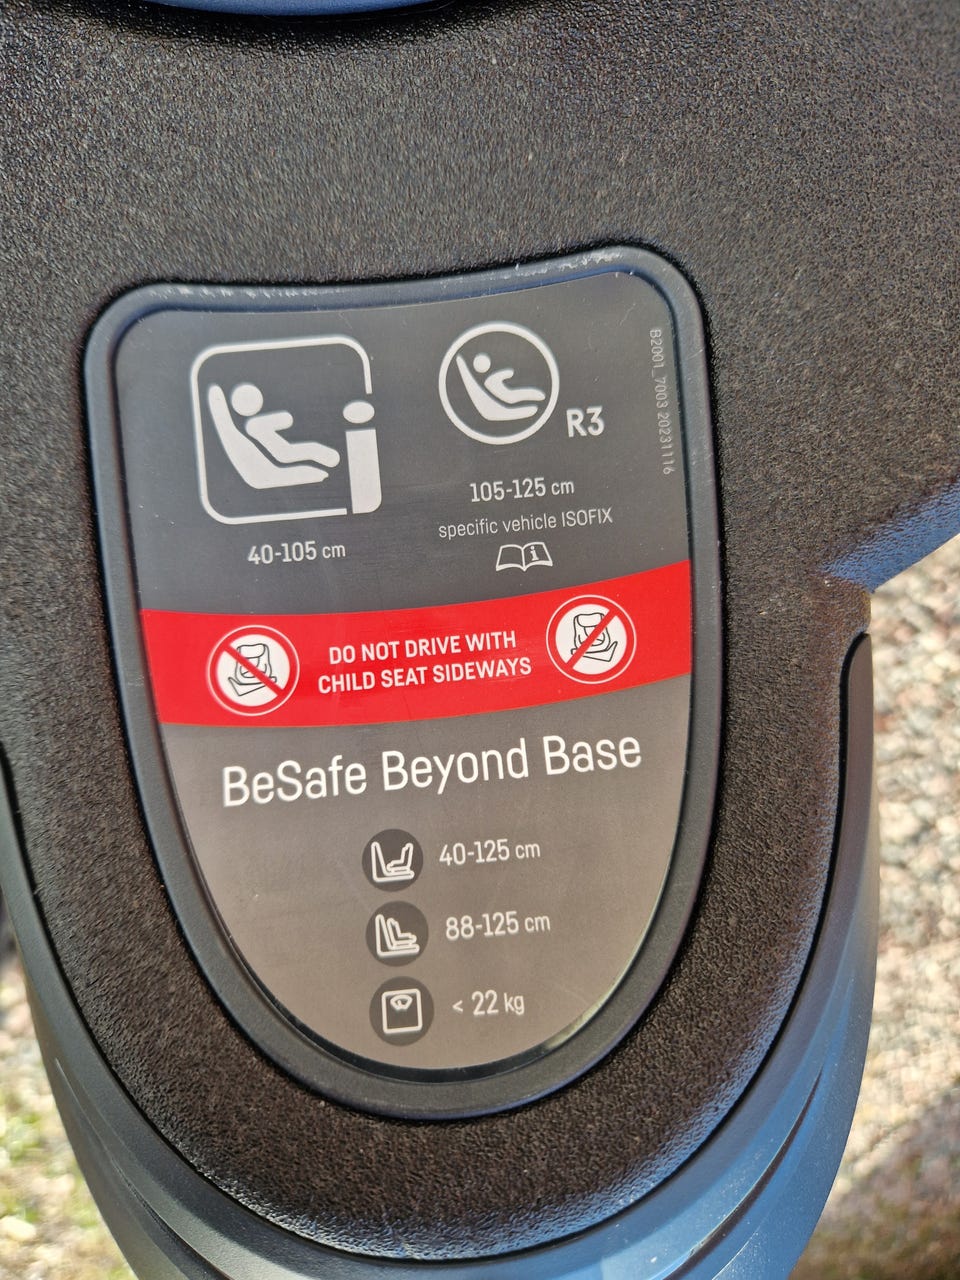 R3
40-105 cm
105-125 cm
specific vehicle ISOFIX
i
B2001_7003 20231116
DO NOT DRIVE WITH
CHILD SEAT SIDEWAYS
BeSafe Beyond Base
40-125 cm
88-125 cm
< 22 kg